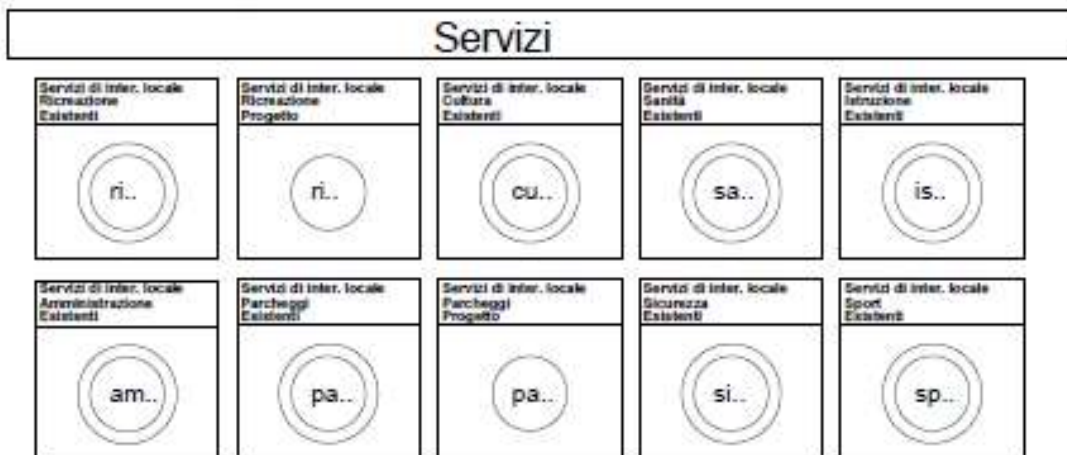 Servizi
Servizi di inter. locale
Ricreazione
Esistenti
ri..
Servizi di inter. locale
Ricreazione
Progetto
ri..
Servizi di inter. locale
Cultura
Esistenti
cu..
Servizi di inter. locale
Sanità
Esistenti
sa..
Servizi di inter. locale
Istruzione
Esistenti
is..
Servizi di inter. locale
Amministrazione
Esistenti
am..
Servizi di inter. locale
Parcheggi
Esistenti
pa..
Servizi di inter. locale
Parcheggi
Progetto
pa..
Servizi di inter. locale
Sicurezza
Esistenti
si..
Servizi di inter. locale
Sport
Esistenti
sp..